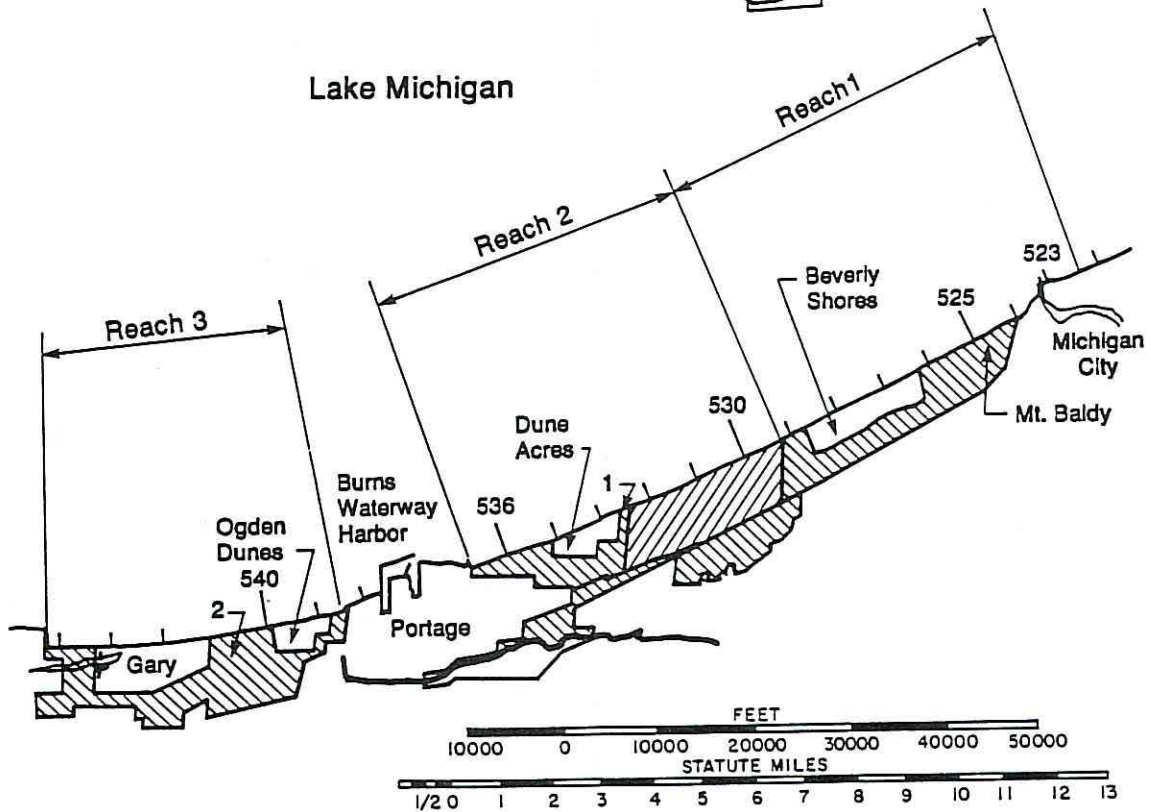 Lake Michigan
Reach 1
Reach 2
Reach 3
523
Beverly
Shores
525
Michigan
City
Mt. Baldy
530
Dune
Acres
1
Burns
Waterway
Harbor
536
Ogden
Dunes
540
2
Portage
Gary
FEET
10000 0 10000 20000 30000 40000 50000
STATUTE MILES
1/2 0 1 2 3 4 5 6 7 8 9 10 11 12 13